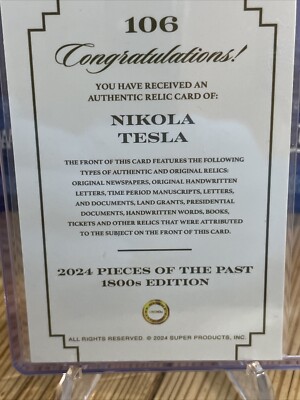 106
Congratulations!
YOU HAVE RECEIVED AN
AUTHENTIC RELIC CARD OF:
NIKOLA
TESLA
THE FRONT OF THIS CARD FEATURES THE FOLLOWING
TYPES OF AUTHENTIC AND ORIGINAL RELICS:
ORIGINAL NEWSPAPERS, ORIGINAL HANDWRITTEN
LETTERS, TIME PERIOD MANUSCRIPTS, LETTERS,
AND DOCUMENTS, LAND GRANTS, PRESIDENTIAL
DOCUMENTS, HANDWRITTEN WORDS, BOOKS,
TICKETS AND OTHER RELICS THAT WERE ATTRIBUTED
TO THE SUBJECT ON THE FRONT OF THIS CARD.
2024 PIECES OF THE PAST
1800s EDITION
ALL RIGHTS RESERVED. © 2024 SUPER PRODUCTS, INC.